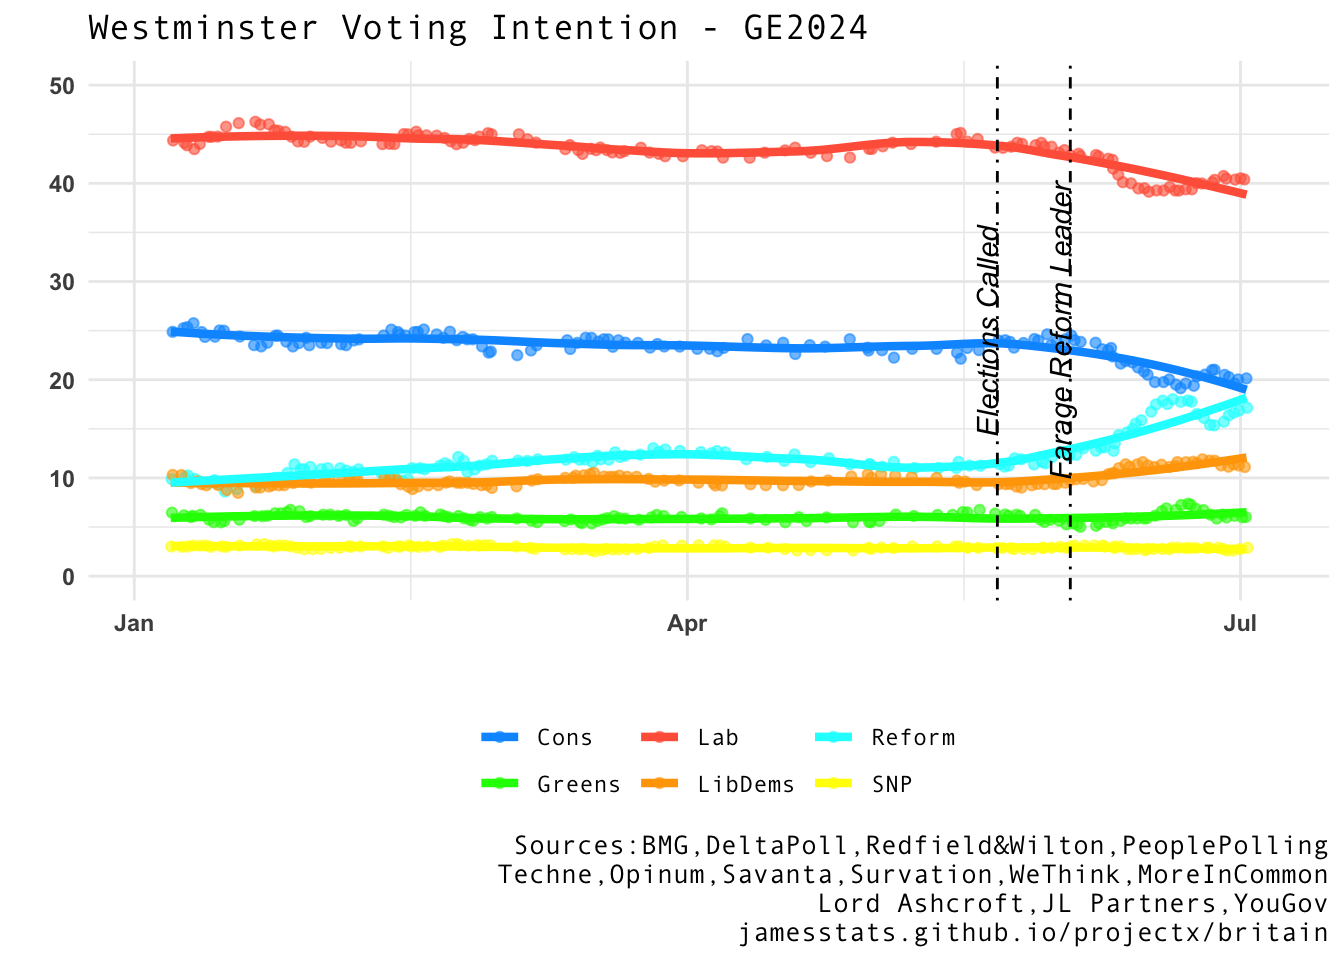 Westminster Voting Intention - GE2024
50
40
30
20
10
0
Elections Called
Farage Reform Leader
Jan Apr Jul
Cons Lab Reform
Greens LibDems SNP
Sources:BMG,DeltaPoll,Redfield&Wilton,PeoplePolling
Techne,Opinum,Savanta,Survation,WeThink,MoreInCommon
Lord Ashcroft,JL Partners,YouGov
jamesstats.github.io/projectx/britain